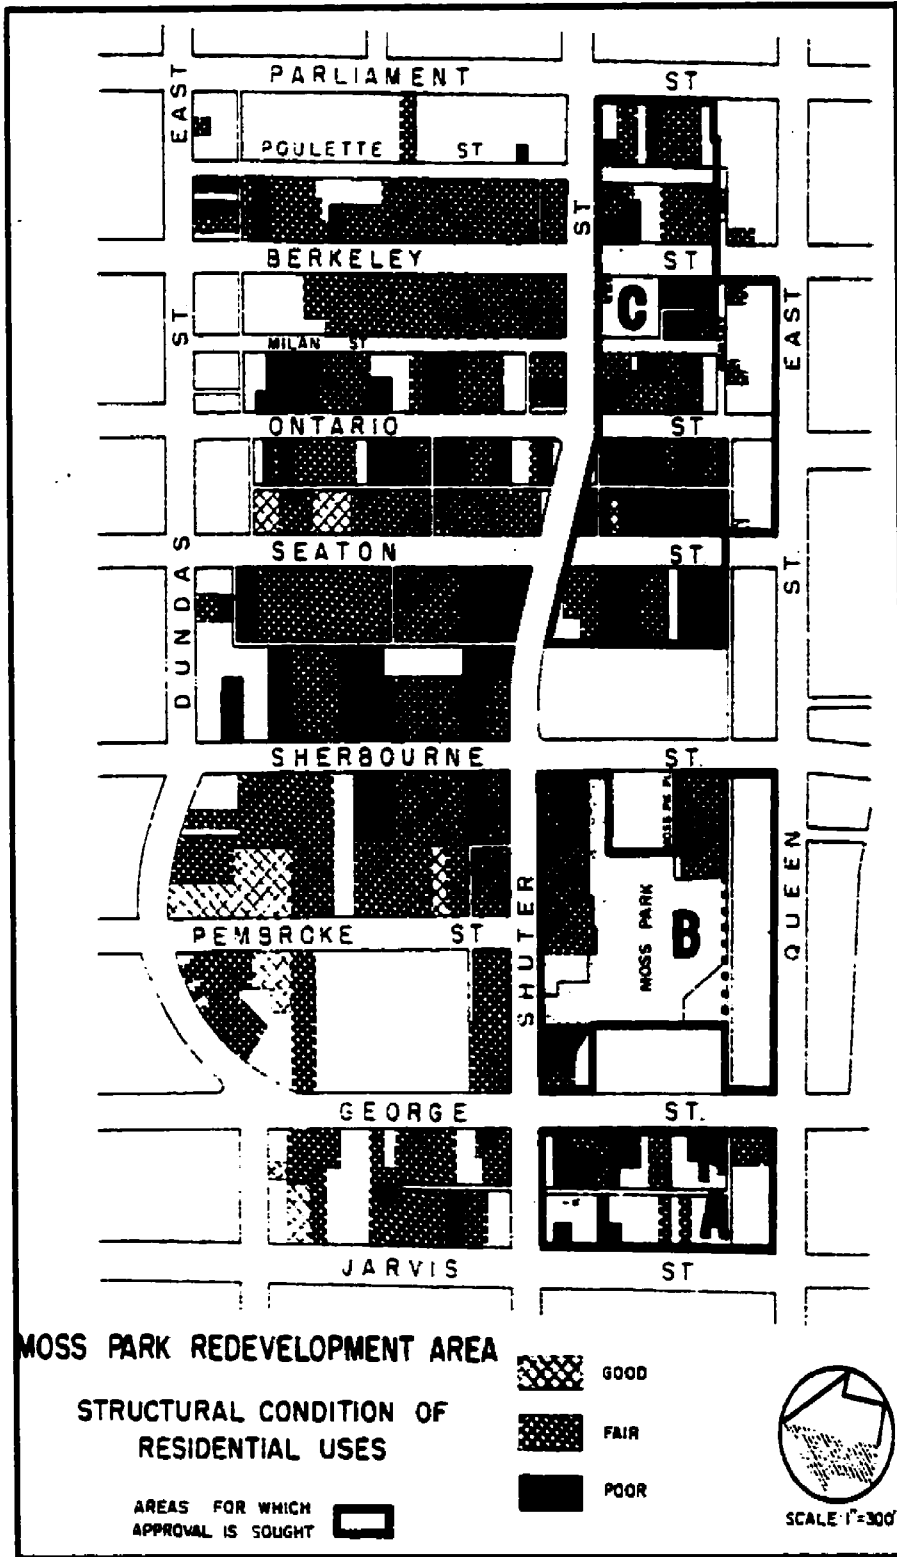 PARLIAMENT ST
EAST
POULETTE ST
ST
BERKELEY ST
C
ST
EAST
MILAN ST
ONTARIO ST
SEATON ST
DUNDAS
ST.
SHERBOURNE ST.
MOSS PARK
B
SHUTER
QUEEN
PEMBROKE ST
GEORGE ST.
A
JARVIS ST
MOSS PARK REDEVELOPMENT AREA
STRUCTURAL CONDITION OF
RESIDENTIAL USES
AREAS FOR WHICH
APPROVAL IS SOUGHT
GOOD
FAIR
POOR
SCALE 1"=300'